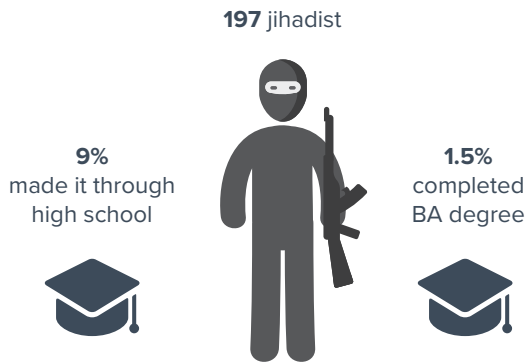 197 jihadist
9%
made it through
high school
1.5%
completed
BA degree